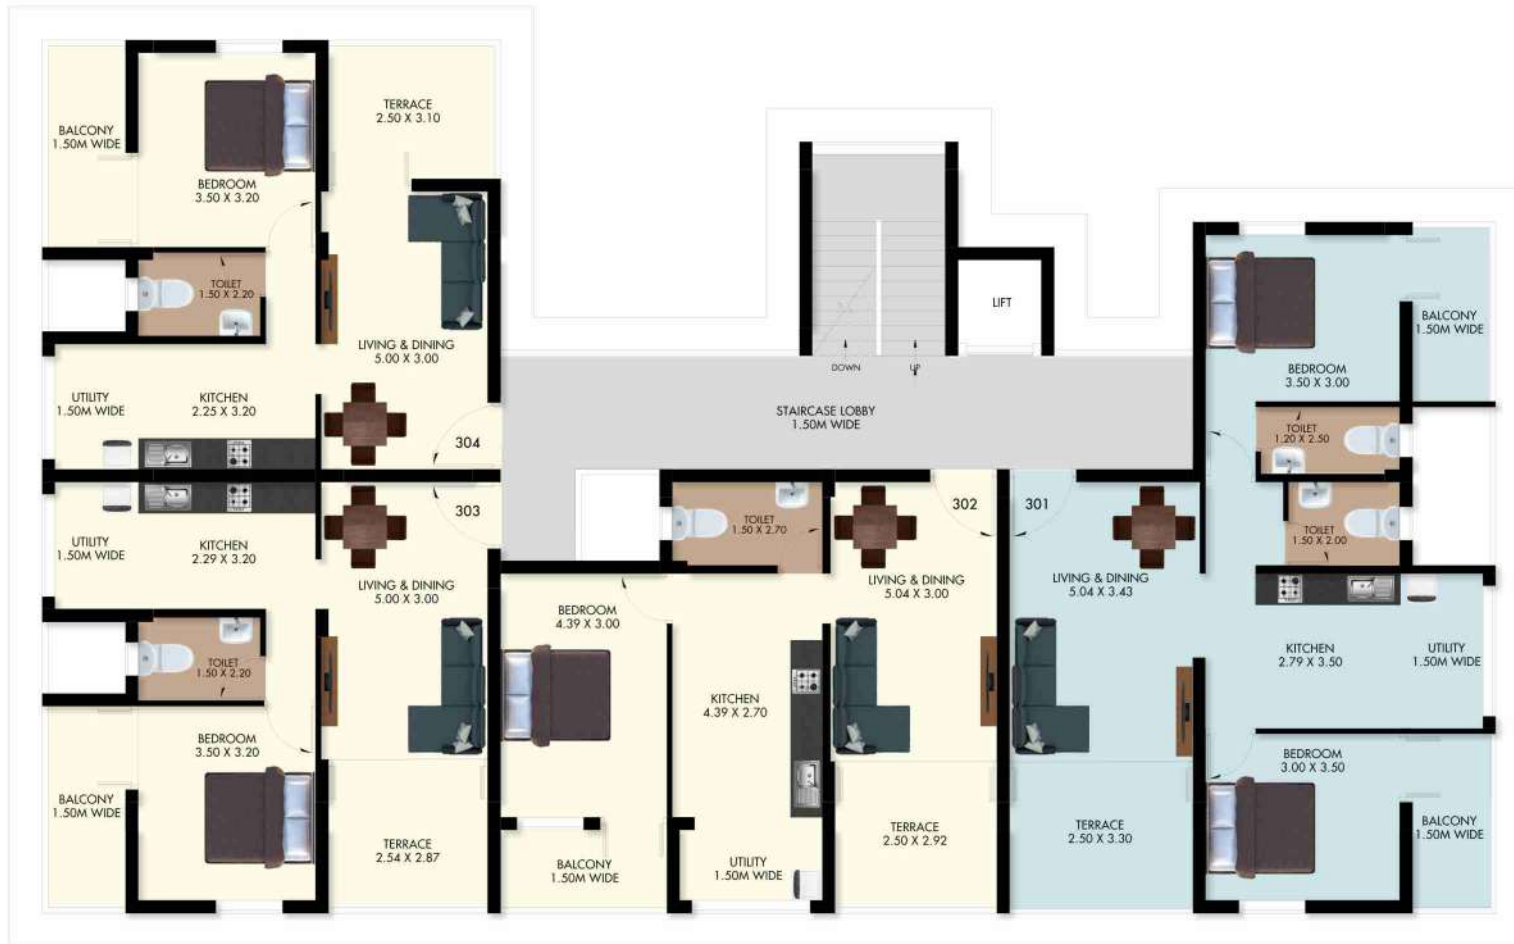 BALCONY
1.50M WIDE
BEDROOM
3.50 X 3.20
TERRACE
2.50 X 3.10
TOILET
1.50 X 2.20
LIVING & DINING
5.00 X 3.00
UTILITY
1.50M WIDE
KITCHEN
2.25 X 3.20
304
DOWN
UP
LIFT
STAIRCASE LOBBY
1.50M WIDE
BEDROOM
3.50 X 3.00
BALCONY
1.50M WIDE
TOILET
1.20 X 2.50
TOILET
1.50 X 2.00
UTILITY
1.50M WIDE
KITCHEN
2.29 X 3.20
303
LIVING & DINING
5.00 X 3.00
TOILET
1.50 X 2.20
BEDROOM
3.50 X 3.20
BALCONY
1.50M WIDE
TERRACE
2.54 X 2.87
TOILET
1.50 X 2.70
302
LIVING & DINING
5.04 X 3.00
BEDROOM
4.39 X 3.00
KITCHEN
4.39 X 2.70
BALCONY
1.50M WIDE
UTILITY
1.50M WIDE
TERRACE
2.50 X 2.92
301
LIVING & DINING
5.04 X 3.43
KITCHEN
2.79 X 3.50
UTILITY
1.50M WIDE
BEDROOM
3.00 X 3.50
TERRACE
2.50 X 3.30
BALCONY
1.50M WIDE